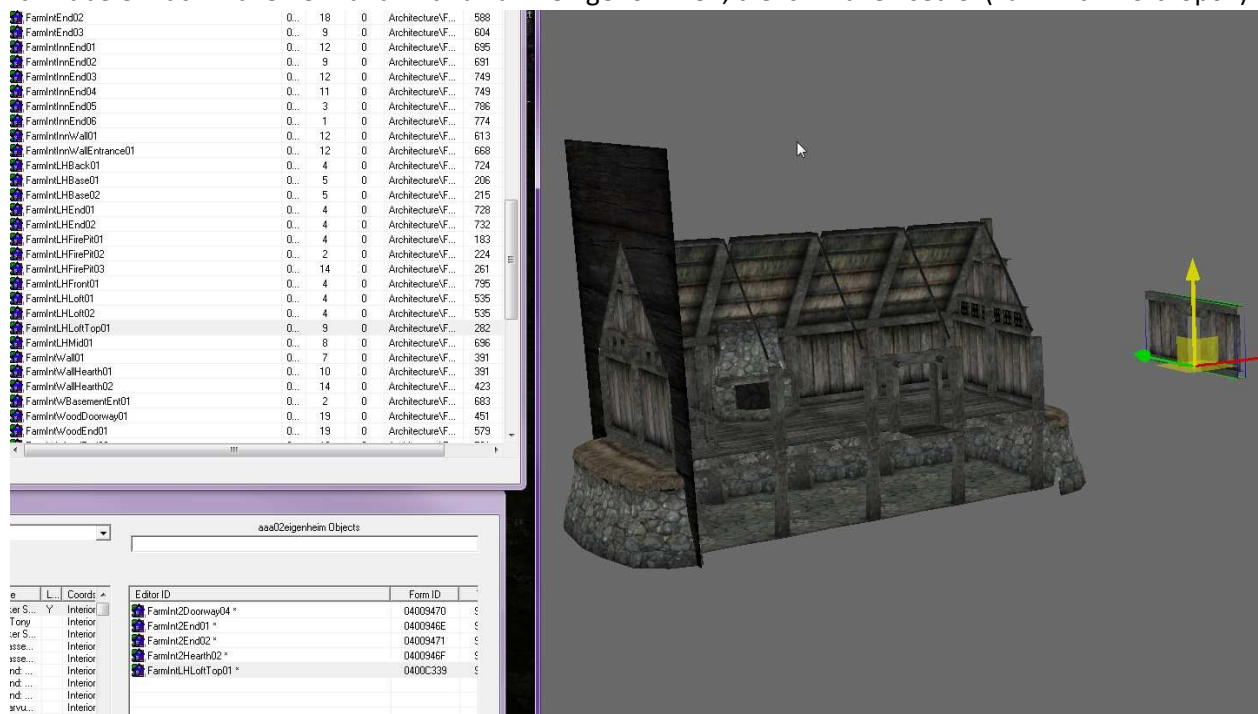 FarmIntEnd02 0... 18 0 Architecture\F... 588
FarmIntEnd03 0... 9 0 Architecture\F... 604
FarmIntInnEnd01 0... 12 0 Architecture\F... 695
FarmIntInnEnd02 0... 9 0 Architecture\F... 691
FarmIntInnEnd03 0... 12 0 Architecture\F... 749
FarmIntInnEnd04 0... 11 0 Architecture\F... 749
FarmIntInnEnd05 0... 3 0 Architecture\F... 786
FarmIntInnEnd06 0... 1 0 Architecture\F... 774
FarmIntInnWall01 0... 12 0 Architecture\F... 613
FarmIntInnWallEntrance01 0... 12 0 Architecture\F... 668
FarmIntLHBack01 0... 4 0 Architecture\F... 724
FarmIntLHBase01 0... 5 0 Architecture\F... 206
FarmIntLHBase02 0... 5 0 Architecture\F... 215
FarmIntLHEnd01 0... 4 0 Architecture\F... 728
FarmIntLHEnd02 0... 4 0 Architecture\F... 732
FarmIntLHFirePit01 0... 4 0 Architecture\F... 183
FarmIntLHFirePit02 0... 2 0 Architecture\F... 224
FarmIntLHFirePit03 0... 14 0 Architecture\F... 261
FarmIntLHFront01 0... 4 0 Architecture\F... 795
FarmIntLHLoft01 0... 4 0 Architecture\F... 535
FarmIntLHLoft02 0... 4 0 Architecture\F... 535
FarmIntLHLoftTop01 0... 9 0 Architecture\F... 282
FarmIntLHMid01 0... 8 0 Architecture\F... 696
FarmIntWall01 0... 7 0 Architecture\F... 391
FarmIntWallHearth01 0... 10 0 Architecture\F... 391
FarmIntWallHearth02 0... 14 0 Architecture\F... 423
FarmIntWBasementEnt01 0... 2 0 Architecture\F... 683
FarmIntWoodDoorway01 0... 19 0 Architecture\F... 451
FarmIntWoodEnd01 0... 19 0 Architecture\F... 579
aaa02eigenheim Objects
e L... Coords
ker S... Y Interior
Tony Interior
ker S... Interior
asse... Interior
asse... Interior
nd: ... Interior
nd: ... Interior
nd: ... Interior
arvu... Interior
Editor ID Form ID
FarmInt2Doorway04 * 04009470 S
FarmInt2End01 * 0400946E S
FarmInt2End02 * 04009471 S
FarmInt2Hearth02 * 0400946F S
FarmIntLHLoftTop01 * 0400C339 S